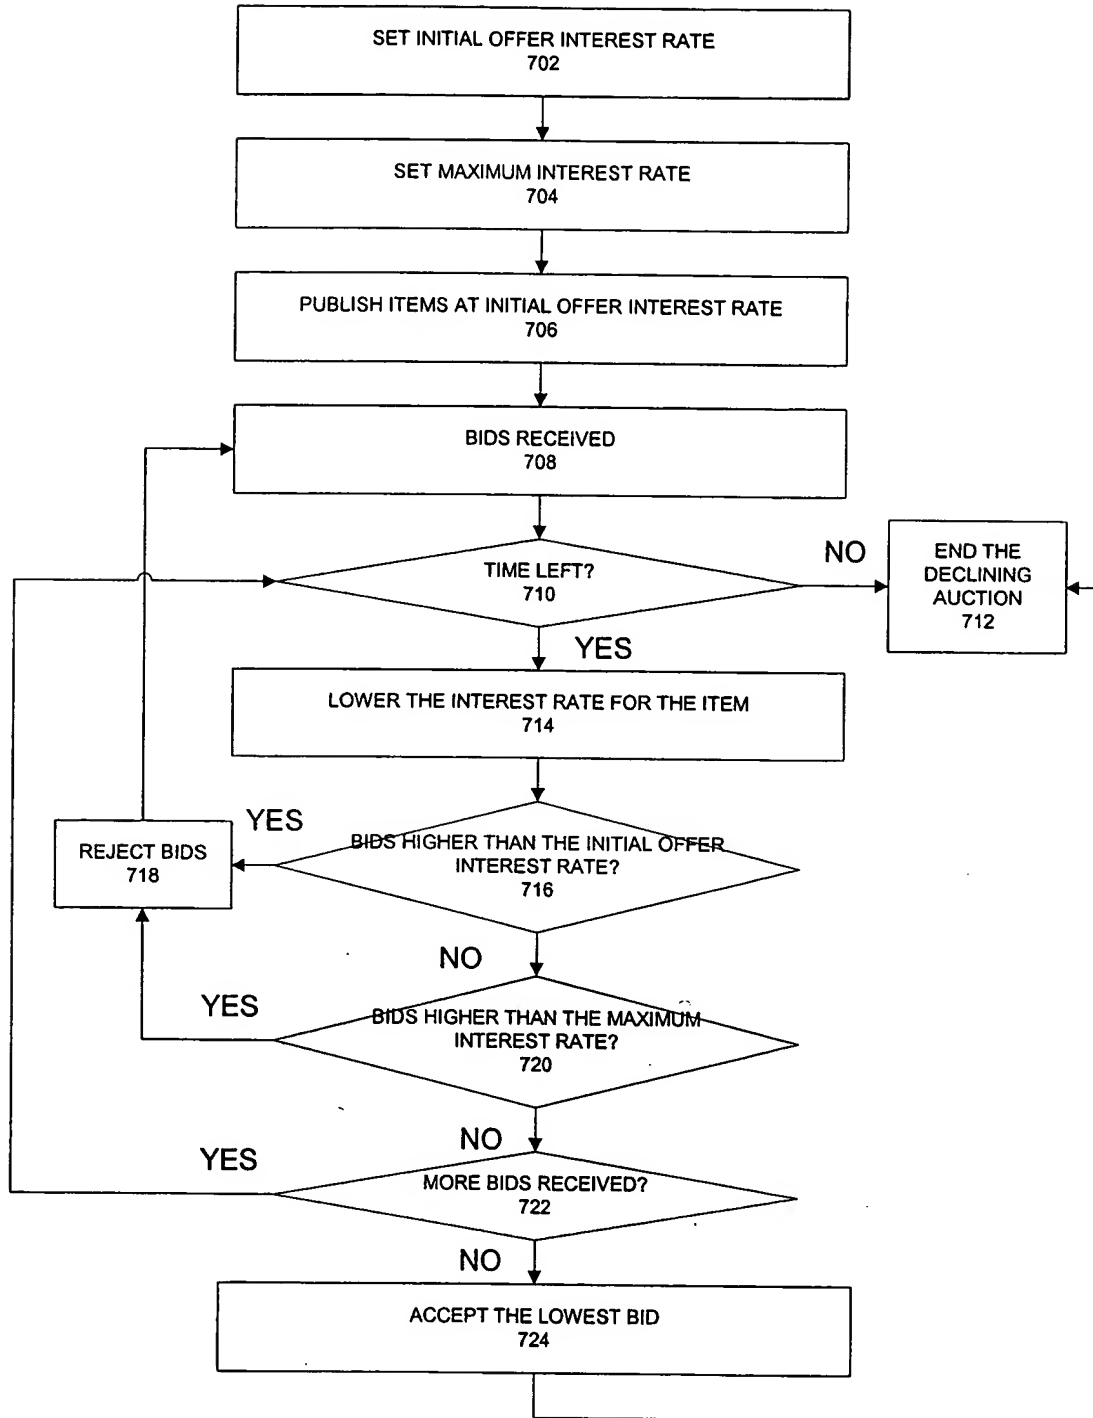 SET INITIAL OFFER INTEREST RATE
702
SET MAXIMUM INTEREST RATE
704
PUBLISH ITEMS AT INITIAL OFFER INTEREST RATE
706
BIDS RECEIVED
708
TIME LEFT?
710
NO
END THE
DECLINING
AUCTION
712
YES
LOWER THE INTEREST RATE FOR THE ITEM
714
YES
BIDS HIGHER THAN THE INITIAL OFFER
INTEREST RATE?
716
REJECT BIDS
718
NO
YES
BIDS HIGHER THAN THE MAXIMUM
INTEREST RATE?
720
NO
YES
MORE BIDS RECEIVED?
722
NO
ACCEPT THE LOWEST BID
724